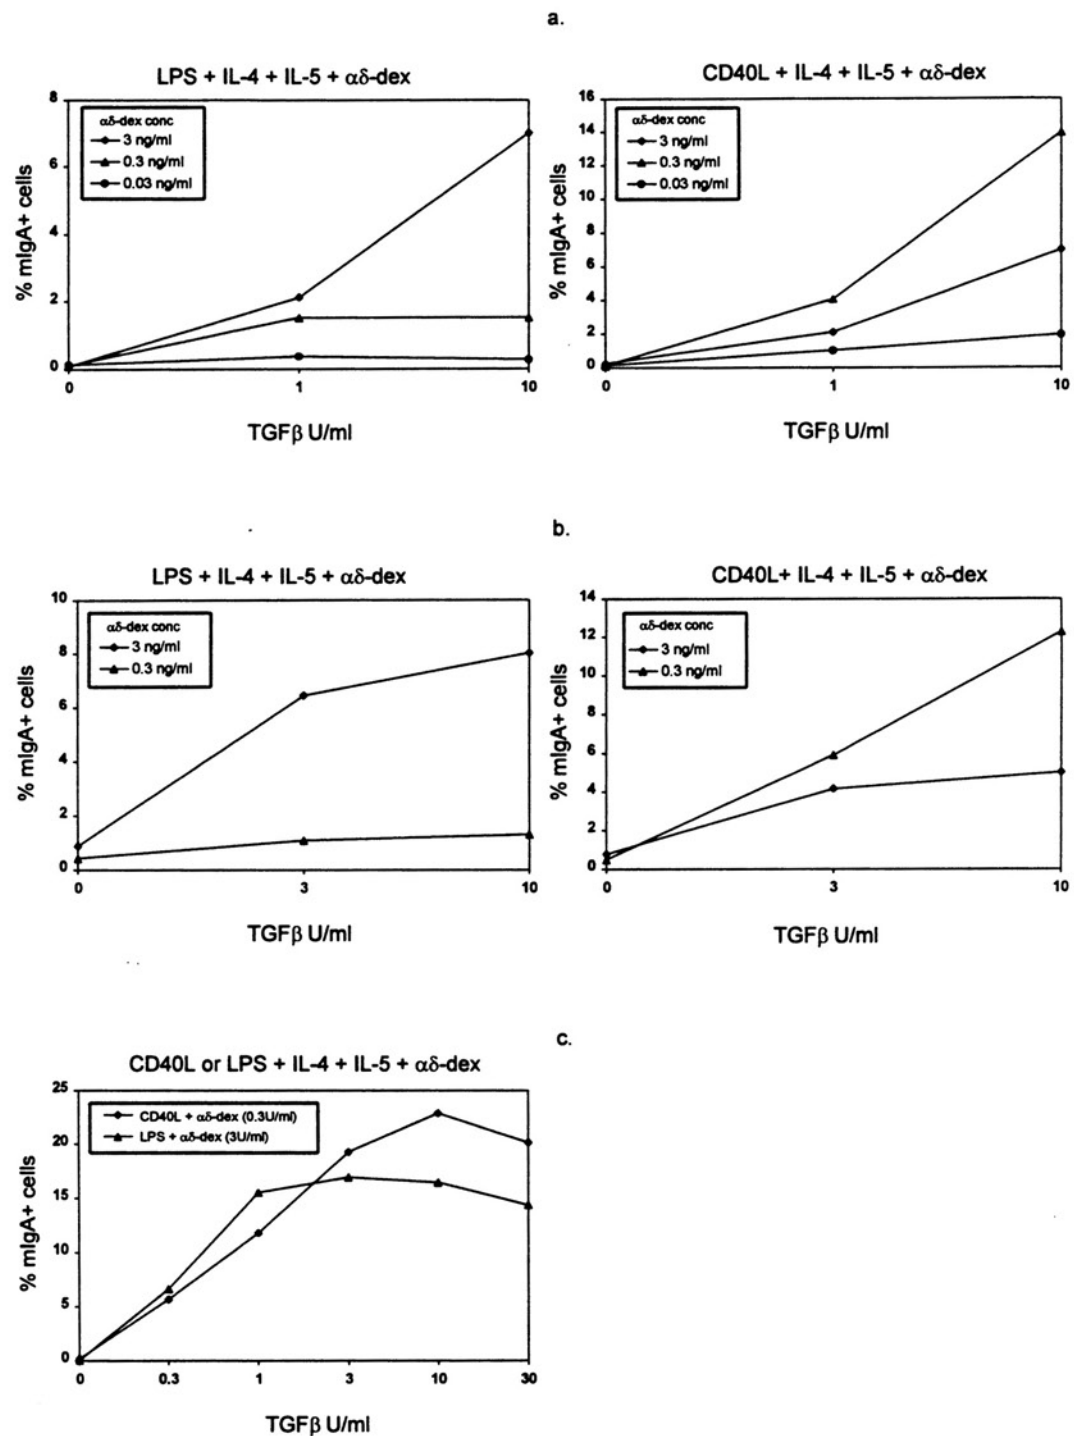 a.
LPS + IL-4 + IL-5 + αδ-dex
8
6
4
2
0
% mIgA+ cells
αδ-dex conc
3 ng/ml
0.3 ng/ml
0.03 ng/ml
0 1 10
TGFβ U/ml
CD40L + IL-4 + IL-5 + αδ-dex
16
14
12
10
8
6
4
2
0
% mIgA+ cells
αδ-dex conc
3 ng/ml
0.3 ng/ml
0.03 ng/ml
0 1 10
TGFβ U/ml
b.
LPS + IL-4 + IL-5 + αδ-dex
10
8
6
4
2
0
% mIgA+ cells
αδ-dex conc
3 ng/ml
0.3 ng/ml
0 3 10
TGFβ U/ml
CD40L+ IL-4 + IL-5 + αδ-dex
14
12
10
8
6
4
2
0
% mIgA+ cells
αδ-dex conc
3 ng/ml
0.3 ng/ml
0 3 10
TGFβ U/ml
c.
CD40L or LPS + IL-4 + IL-5 + αδ-dex
25
20
15
10
5
0
% mIgA+ cells
CD40L + αδ-dex (0.3U/ml)
LPS + αδ-dex (3U/ml)
0 0.3 1 3 10 30
TGFβ U/ml